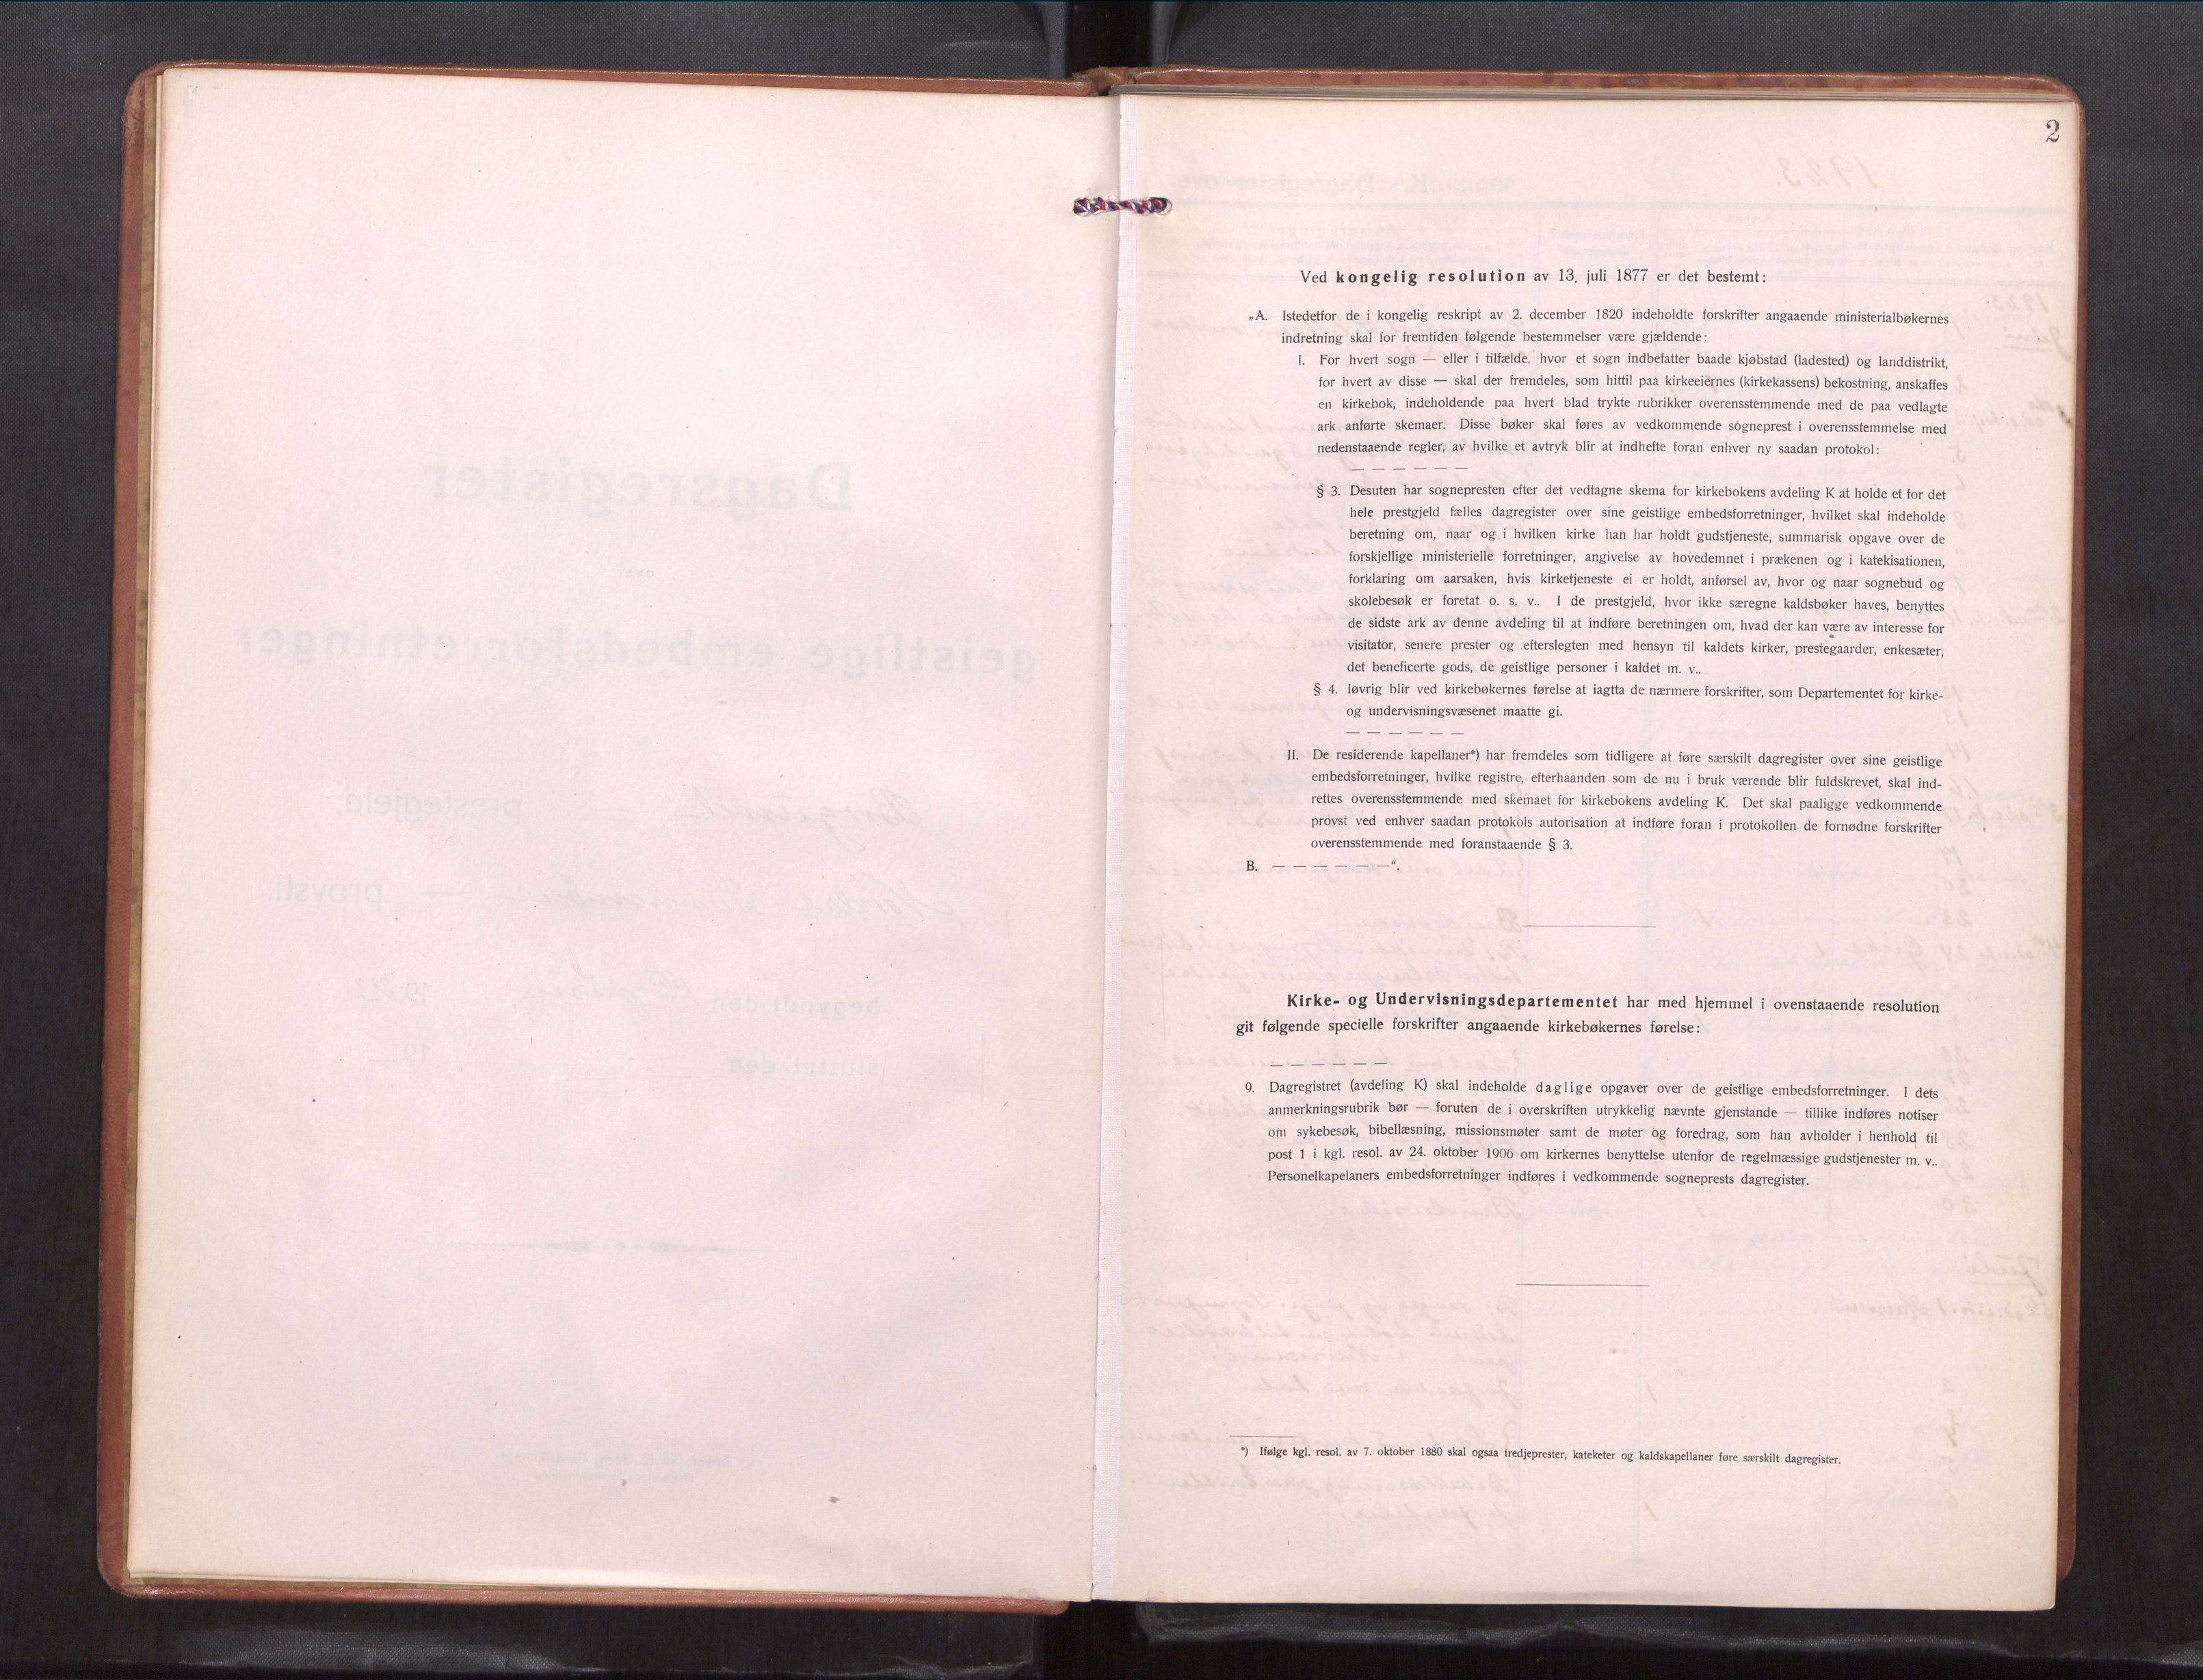 2
Ved kongelig resolution av 13. juli 1877 er det bestemt:
„A. Istedetfor de i kongelig reskript av 2. december 1820 indeholdte forskrifter angaaende ministerialbøkernes
indretning skal for fremtiden følgende bestemmelser være gjældende:
I. For hvert sogn — eller i tilfælde, hvor et sogn indbefatter baade kjøbstad (ladested) og landdistrikt,
for hvert av disse — skal der fremdeles, som hittil paa kirkeeiernes (kirkekassens) bekostning, anskaffes
en kirkebok, indeholdende paa hvert blad trykte rubrikker overensstemmende med de paa vedlagte
ark anførte skemaer. Disse bøker skal føres av vedkommende sogneprest i overensstemmelse med
nedenstaaende regler, av hvilke et avtryk blir at indhefte foran enhver ny saadan protokol:
— — — — — —
§ 3. Desuten har sognepresten efter det vedtagne skema for kirkebokens avdeling K at holde et for det
hele prestgjeld fælles dagregister over sine geistlige embedsforretninger, hvilket skal indeholde
beretning om, naar og i hvilken kirke han har holdt gudstjeneste, summarisk opgave over de
forskjellige ministerielle forretninger, angivelse av hovedemnet i prækenen og i katekisationen,
forklaring om aarsaken, hvis kirketjeneste ei er holdt, anførsel av, hvor og naar sognebud og
skolebesøk er foretat o. s. v.. I de prestgjeld, hvor ikke særegne kaldsbøker haves, benyttes
de sidste ark av denne avdeling til at indføre beretningen om, hvad der kan være av interesse for
visitator, senere prester og efterslegten med hensyn til kaldets kirker, prestegaarder, enkesæter,
det beneficerte gods, de geistlige personer i kaldet m. v..
§ 4. Iøvrig blir ved kirkebøkernes førelse at iagtta de nærmere forskrifter, som Departementet for kirke-
og undervisningsvæsenet maatte gi.
— — — — — —
II. De residerende kapellaner*) har fremdeles som tidligere at føre særskilt dagregister over sine geistlige
embedsforretninger, hvilke registre, efterhaanden som de nu i bruk værende blir fuldskrevet, skal ind-
rettes overensstemmende med skemaet for kirkebokens avdeling K. Det skal paaligge vedkommende
provst ved enhver saadan protokols autorisation at indføre foran i protokollen de fornødne forskrifter
overensstemmende med foranstaaende § 3.
B. — — — — — —“.
Kirke- og Undervisningsdepartementet har med hjemmel i ovenstaaende resolution
git følgende specielle forskrifter angaaende kirkebøkernes førelse:
— — — — — —
9. Dagregistret (avdeling K) skal indeholde daglige opgaver over de geistlige embedsforretninger. I dets
anmerkningsrubrik bør — foruten de i overskriften utrykkelig nævnte gjenstande — tillike indføres notiser
om sykebesøk, bibellæsning, missionsmøter samt de møter og foredrag, som han avholder i henhold til
post 1 i kgl. resol. av 24. oktober 1906 om kirkernes benyttelse utenfor de regelmæssige gudstjenester m. v..
Personelkapelaners embedsforretninger indføres i vedkommende sogneprests dagregister.
*) Ifølge kgl. resol. av 7. oktober 1880 skal ogsaa tredjeprester, kateketer og kaldskapellaner føre særskilt dagregister.